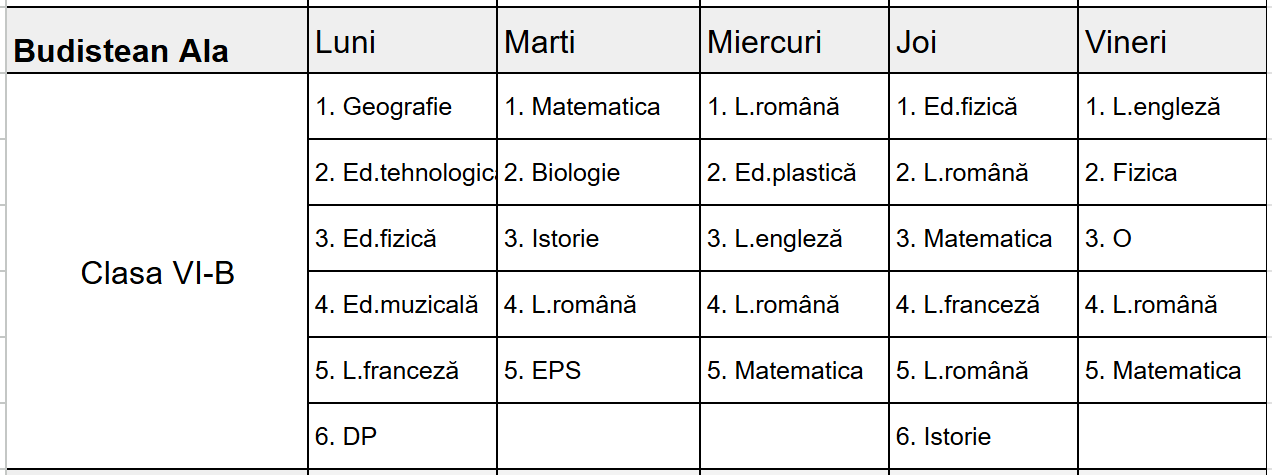 Budistean Ala Luni Marti Miercuri Joi Vineri
1. Geografie 1. Matematica 1. L.română 1. Ed.fizică 1. L.engleză
2. Ed.tehnologic 2. Biologie 2. Ed.plastică 2. L.română 2. Fizica
3. Ed.fizică 3. Istorie 3. L.engleză 3. Matematica 3. O
Clasa VI-B
4. Ed.muzicală 4. L.română 4. L.română 4. L.franceză 4. L.română
5. L.franceză 5. EPS 5. Matematica 5. L.română 5. Matematica
6. DP 6. Istorie